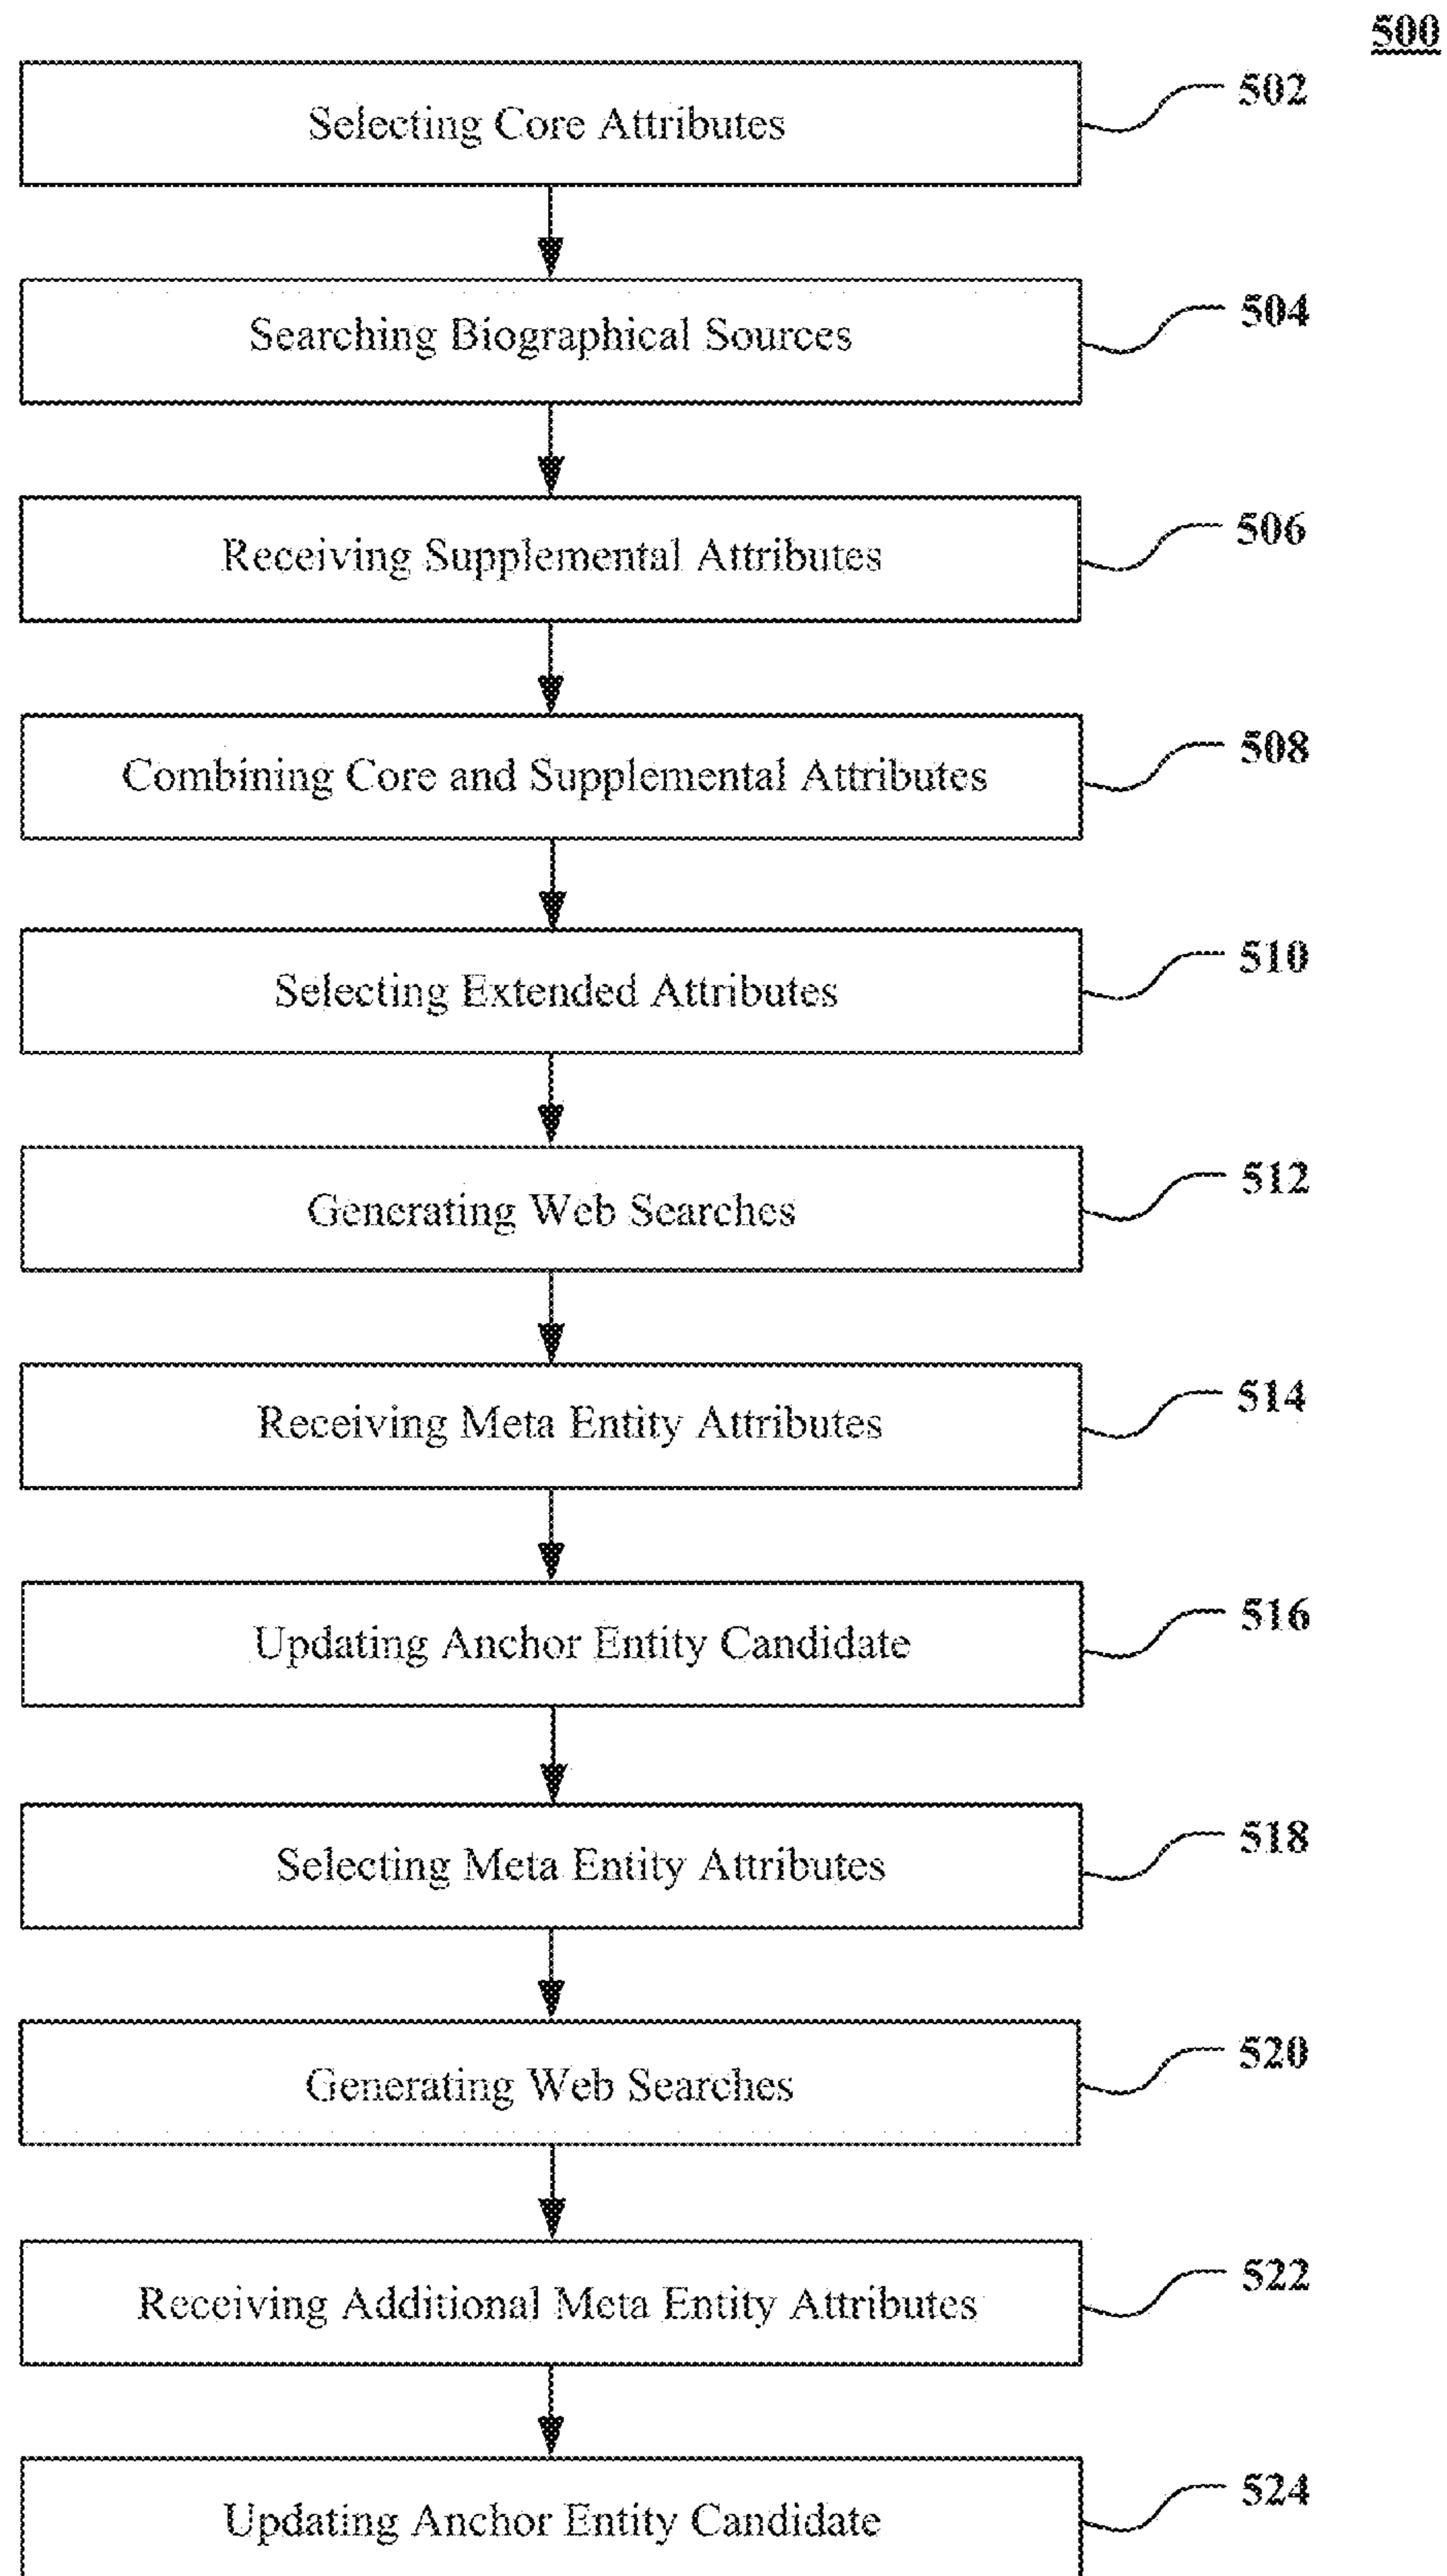 500
Selecting Core Attributes 502
Searching Biographical Sources 504
Receiving Supplemental Attributes 506
Combining Core and Supplemental Attributes 508
Selecting Extended Attributes 510
Generating Web Searches 512
Receiving Meta Entity Attributes 514
Updating Anchor Entity Candidate 516
Selecting Meta Entity Attributes 518
Generating Web Searches 520
Receiving Additional Meta Entity Attributes 522
Updating Anchor Entity Candidate 524